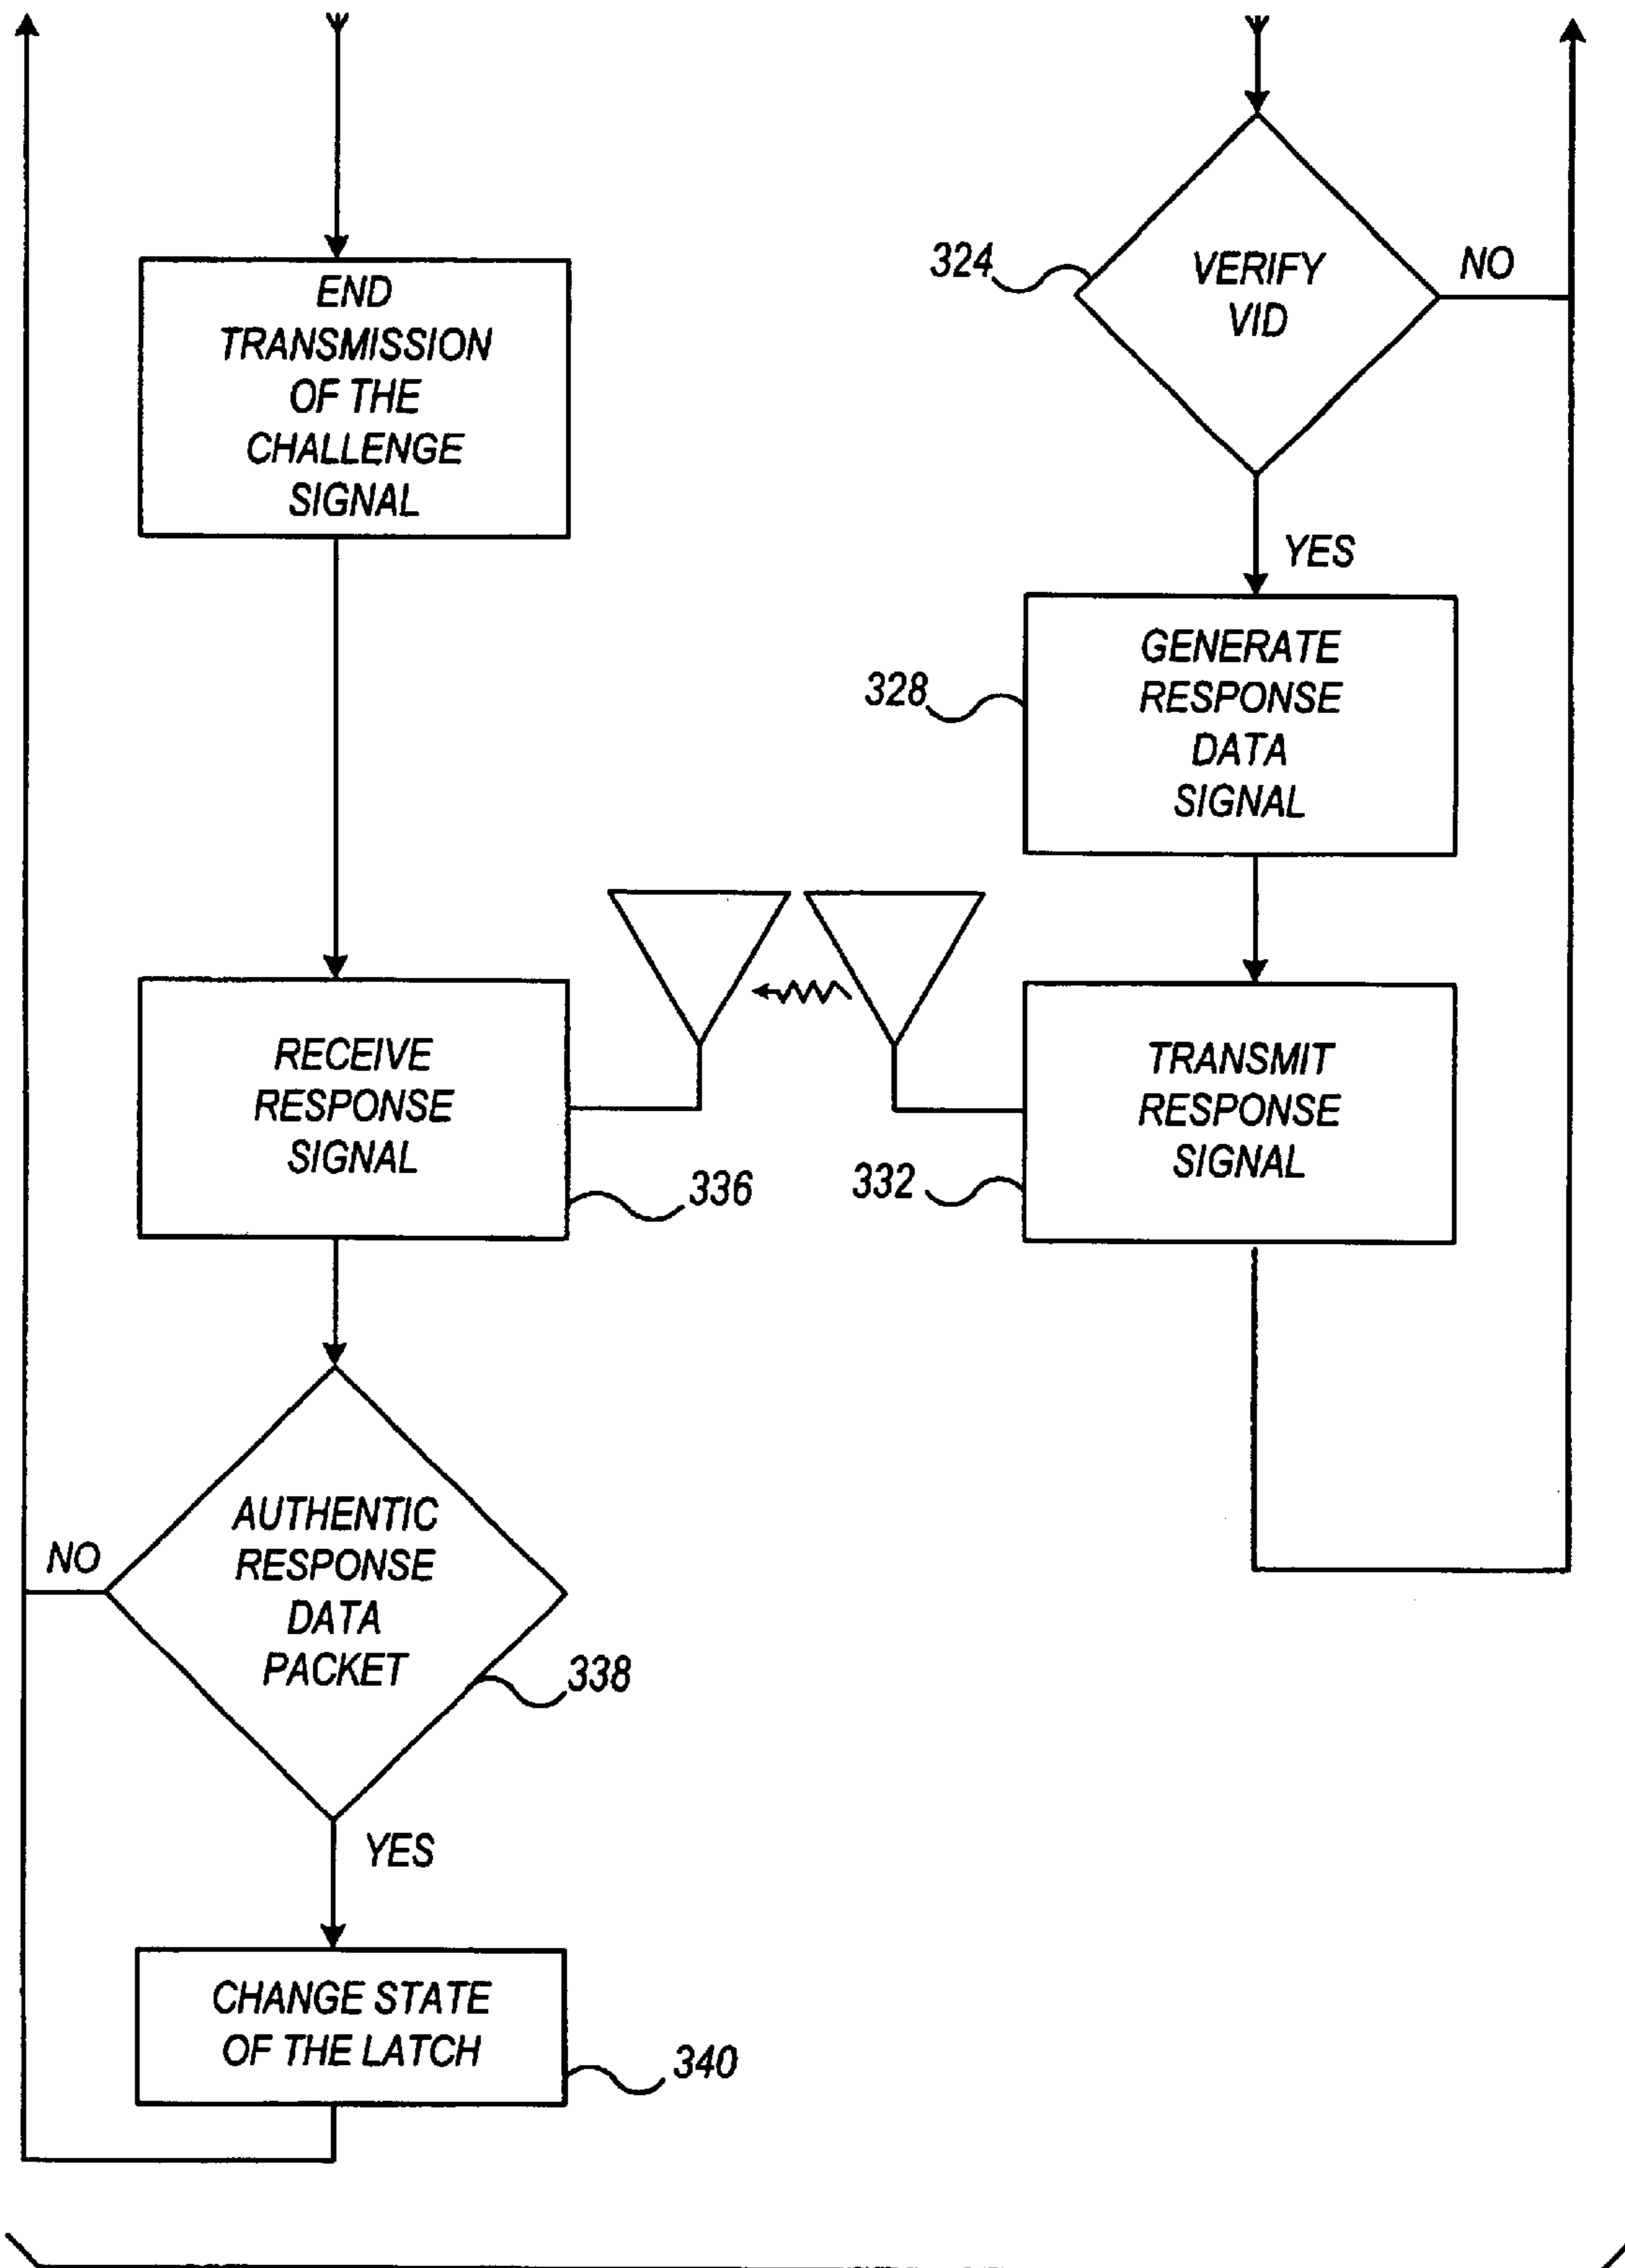 END
TRANSMISSION
OF THE
CHALLENGE
SIGNAL
324
VERIFY
VID
NO
YES
328
GENERATE
RESPONSE
DATA
SIGNAL
RECEIVE
RESPONSE
SIGNAL
336
332
TRANSMIT
RESPONSE
SIGNAL
NO
AUTHENTIC
RESPONSE
DATA
PACKET
338
YES
CHANGE STATE
OF THE LATCH
340